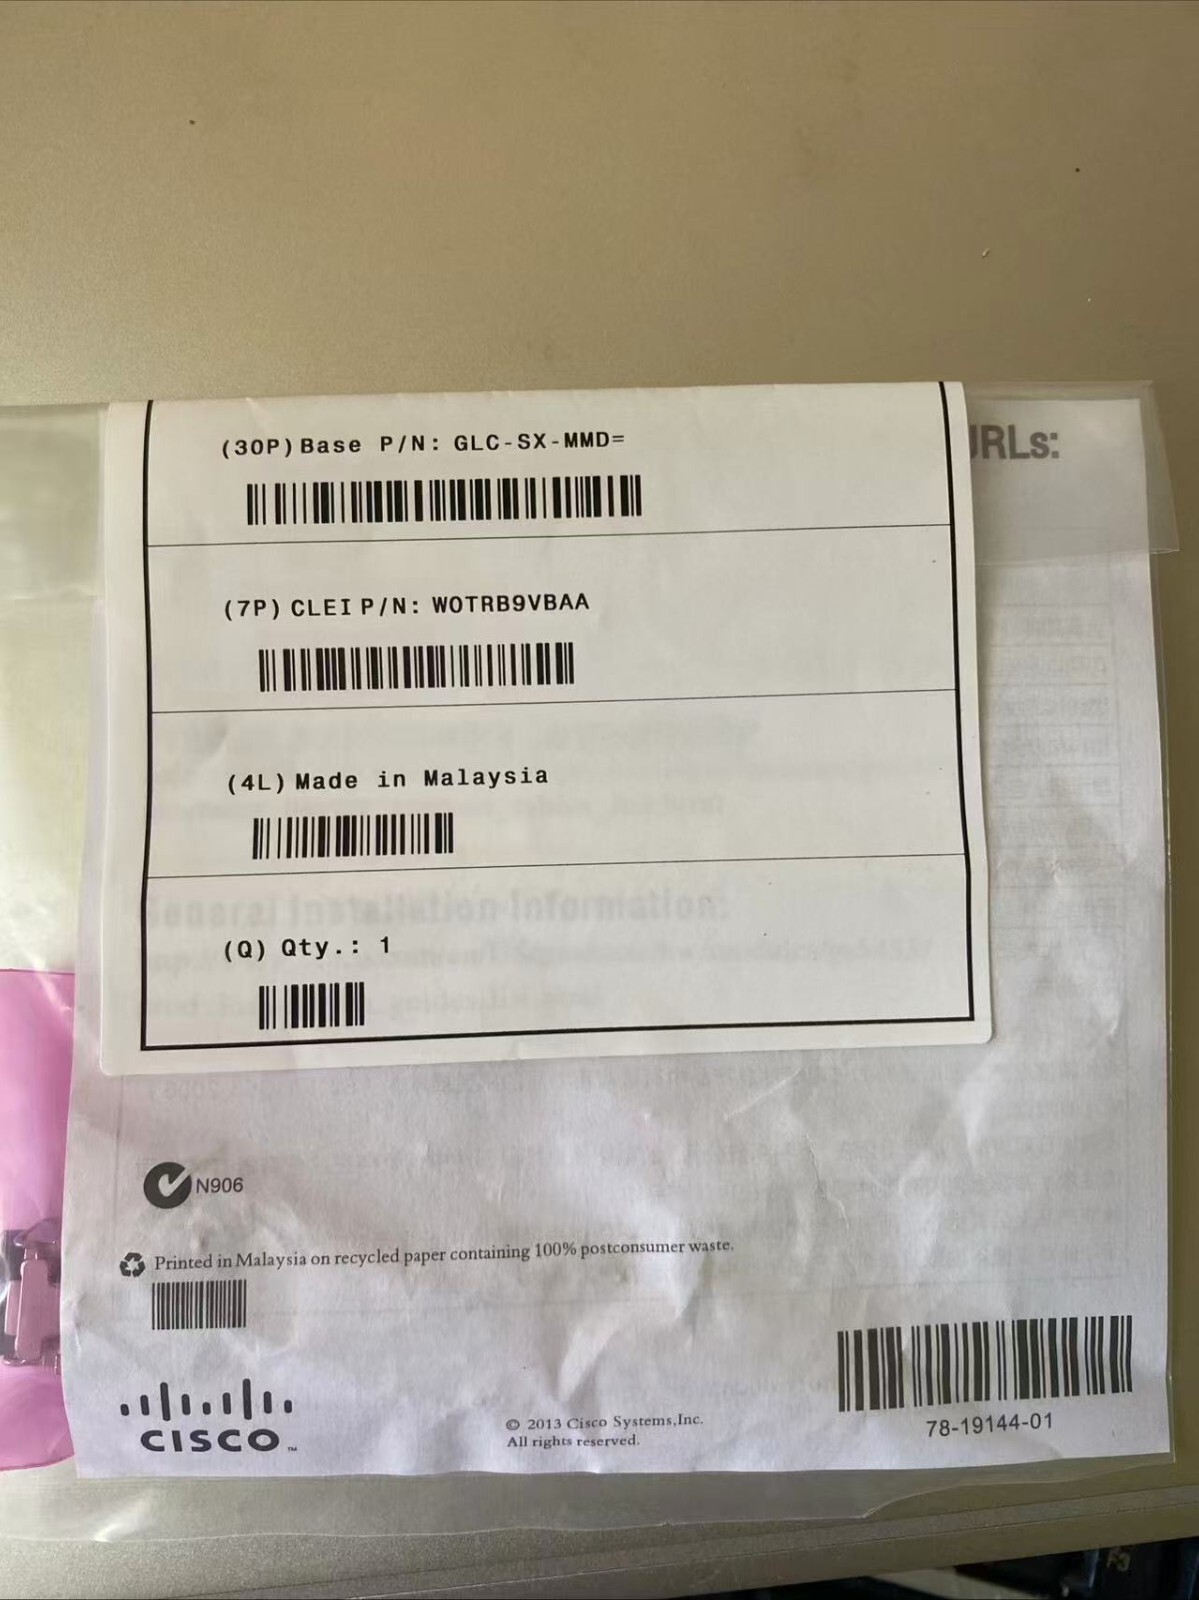 (30P) Base P/N: GLC-SX-MMD=
URLs:
(7P) CLEI P/N: WOTRB9VBAA
(4L) Made in Malaysia
General Installation Information:
(Q) Qty.: 1
N906
Printed in Malaysia on recycled paper containing 100% postconsumer waste.
CISCO™
© 2013 Cisco Systems,Inc.
All rights reserved.
78-19144-01
F3